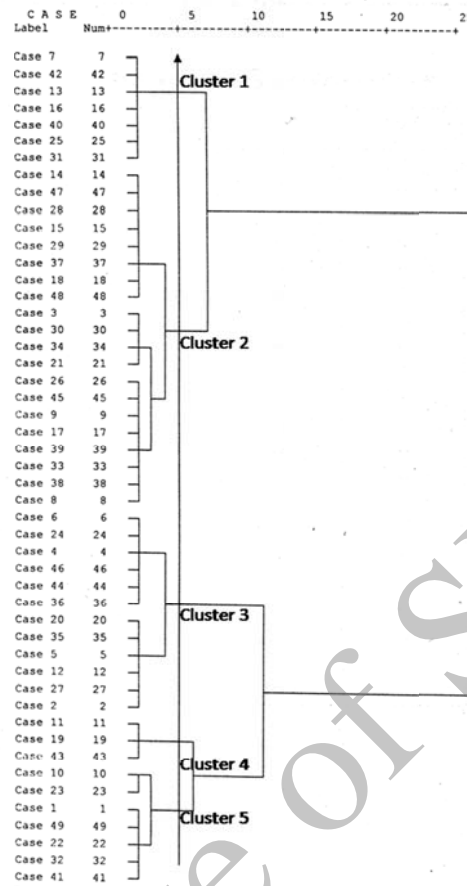 C A S E 0 5 10 15 20 2
Label Num
Case 7 7
Case 42 42
Cluster 1
Case 13 13
Case 16 16
Case 40 40
Case 25 25
Case 31 31
Case 14 14
Case 47 47
Case 28 28
Case 15 15
Case 29 29
Case 37 37
Case 18 18
Case 48 48
Case 3 3
Case 30 30
Cluster 2
Case 34 34
Case 21 21
Case 26 26
Case 45 45
Case 9 9
Case 17 17
Case 39 39
Case 33 33
Case 38 38
Case 8 8
Case 6 6
Case 24 24
Case 4 4
Case 46 46
Case 44 44
Case 36 36
Cluster 3
Case 20 20
Case 35 35
Case 5 5
Case 12 12
Case 27 27
Case 2 2
Case 11 11
Case 19 19
Case 43 43
Cluster 4
Case 10 10
Case 23 23
Case 1 1
Cluster 5
Case 49 49
Case 22 22
Case 32 32
Case 41 41
e of S